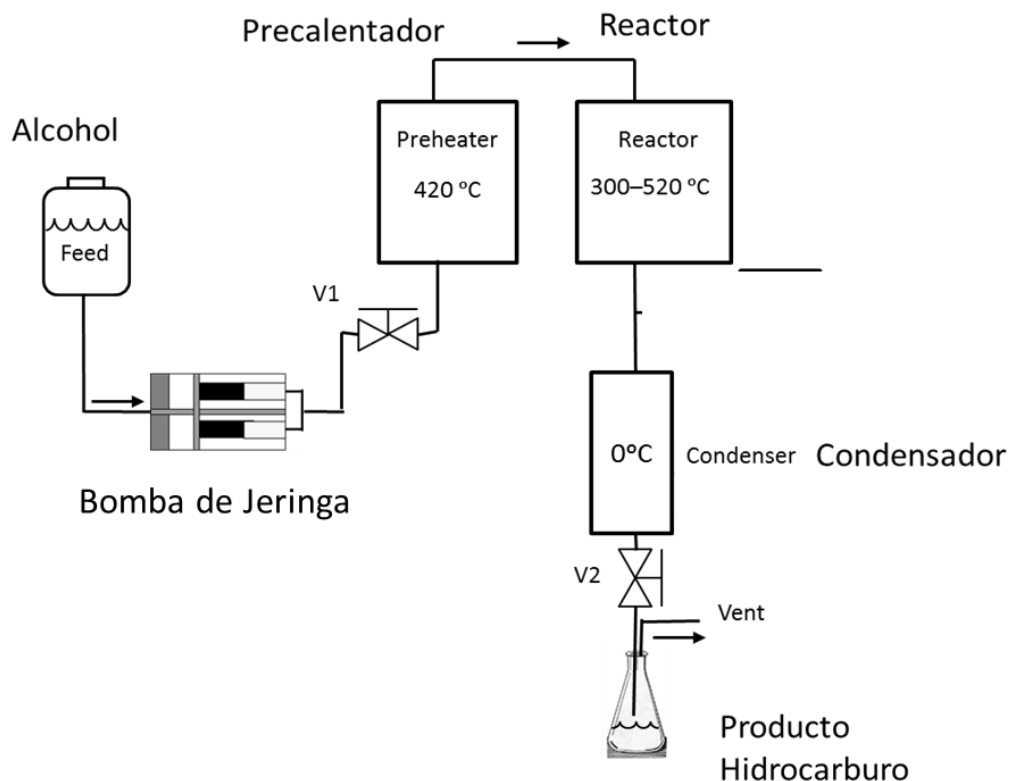 Precalentador
Reactor
Alcohol
Preheater
420 ºC
Reactor
300–520 ºC
Feed
V1
0ºC
Condenser
Condensador
Bomba de Jeringa
V2
Vent
Producto
Hidrocarburo